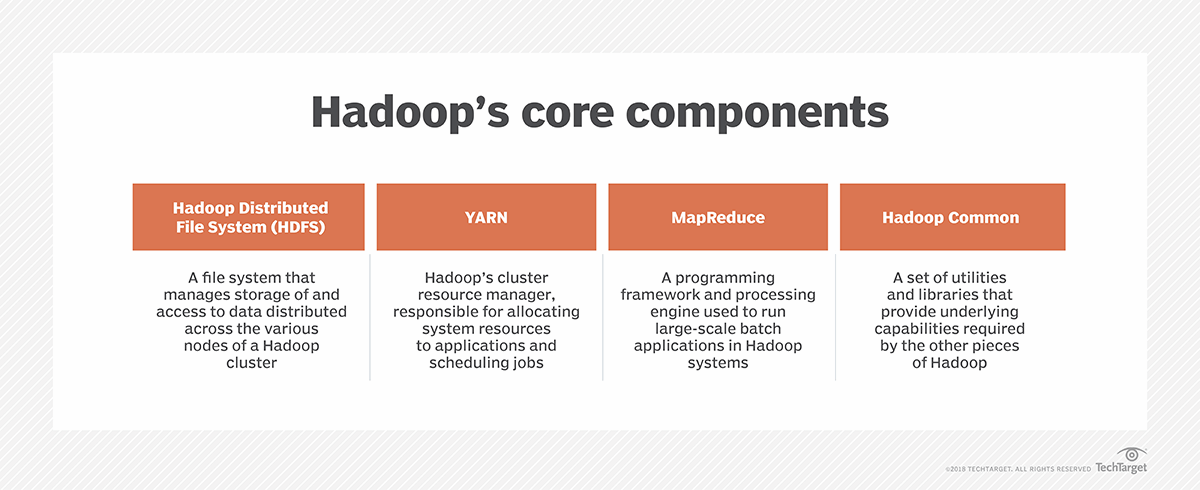 Hadoop’s core components
Hadoop Distributed
File System (HDFS)
YARN
MapReduce
Hadoop Common
A file system that
manages storage of and
access to data distributed
across the various
nodes of a Hadoop
cluster
Hadoop’s cluster
resource manager,
responsible for allocating
system resources
to applications and
scheduling jobs
A programming
framework and processing
engine used to run
large-scale batch
applications in Hadoop
systems
A set of utilities
and libraries that
provide underlying
capabilities required
by the other pieces
of Hadoop
©2019 TECHTARGET. ALL RIGHTS RESERVED
TechTarget